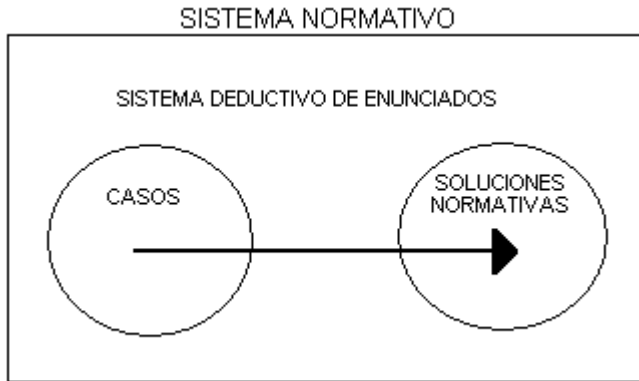 SISTEMA NORMATIVO
SISTEMA DEDUCTIVO DE ENUNCIADOS
CASOS
SOLUCIONES
NORMATIVAS